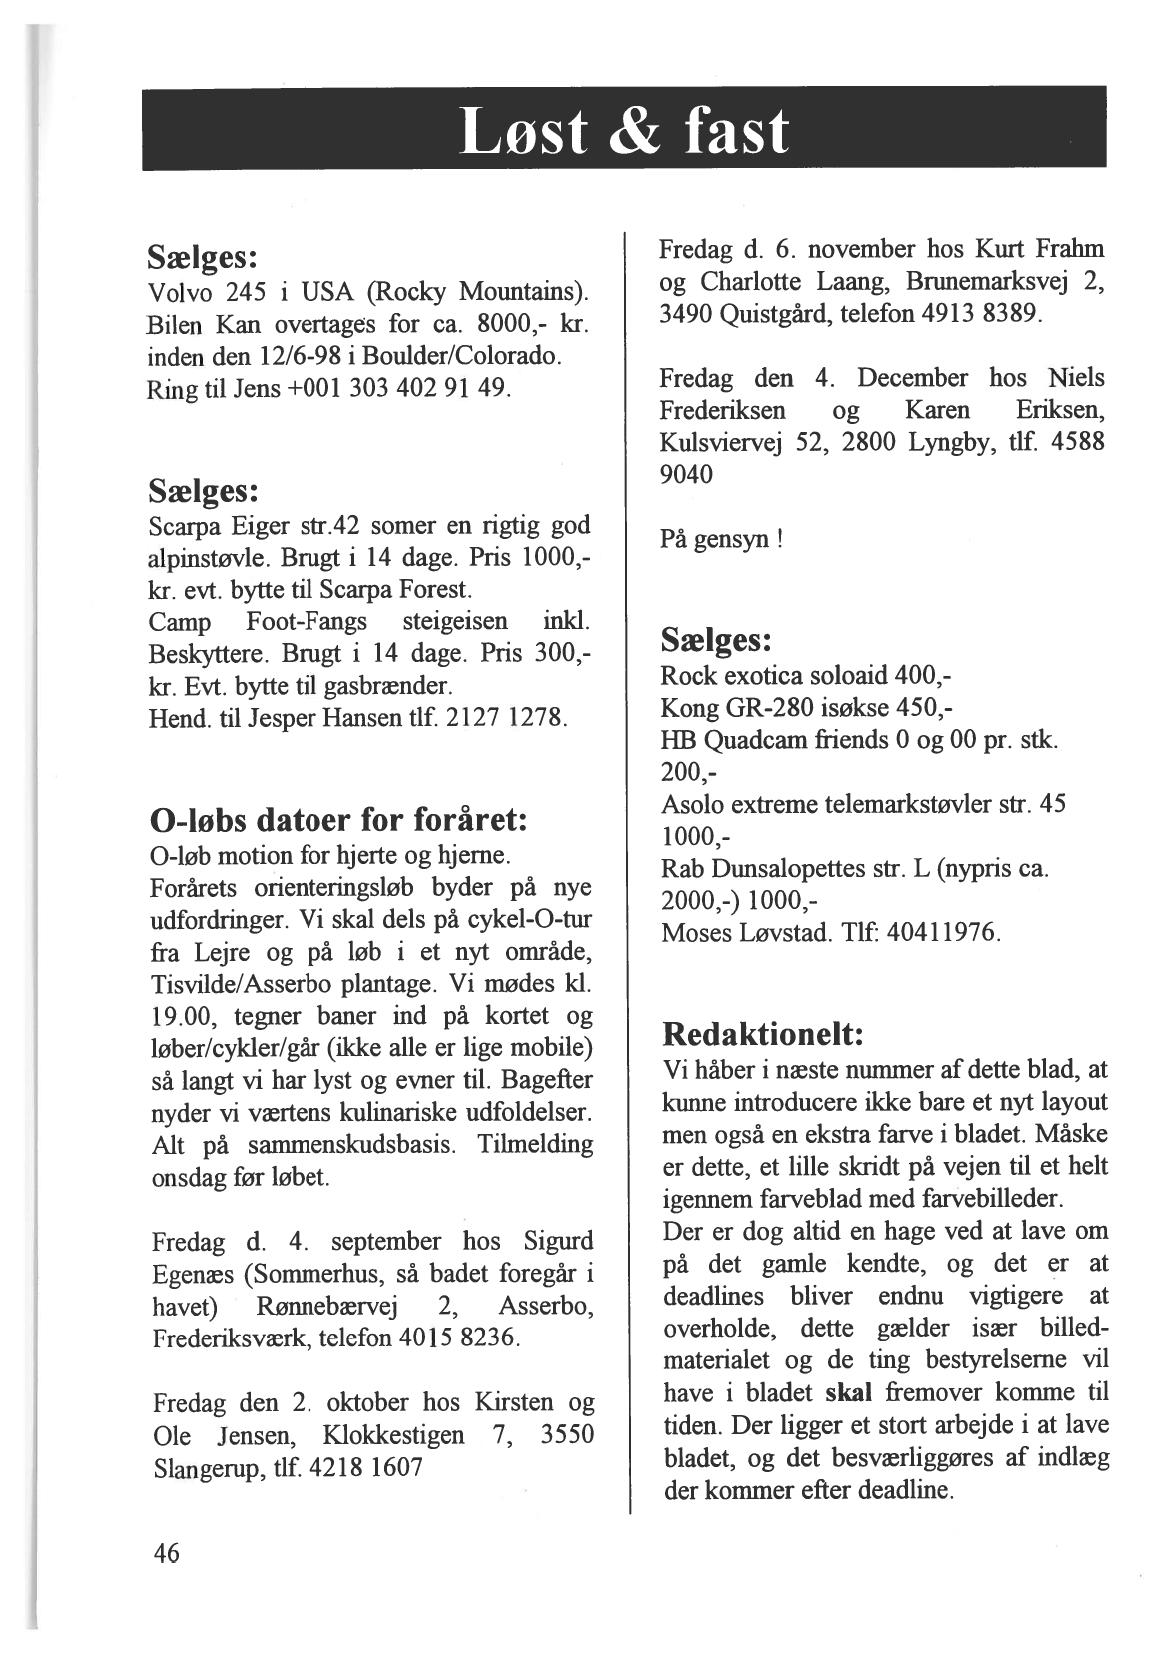 Løst & fast
Sælges:
Volvo 245 i USA (Rocky Mountains).
Bilen Kan overtages for ca. 8000,- kr.
inden den 12/6-98 i Boulder/Colorado.
Ring til Jens +001 303 402 91 49.
Sælges:
Scarpa Eiger str.42 somer en rigtig god
alpinstøvle. Brugt i 14 dage. Pris 1000,-
kr. evt. bytte til Scarpa Forest.
Camp Foot-Fangs steigeisen inkl.
Beskyttere. Brugt i 14 dage. Pris 300,-
kr. Evt. bytte til gasbrænder.
Hend. til Jesper Hansen tlf. 2127 1278.
O-løbs datoer for foråret:
O-løb motion for hjerte og hjerne.
Forårets orienteringsløb byder på nye
udfordringer. Vi skal dels på cykel-O-tur
fra Lejre og på løb i et nyt område,
Tisvilde/Asserbo plantage. Vi mødes kl.
19.00, tegner baner ind på kortet og
løber/cykler/går (ikke alle er lige mobile)
så langt vi har lyst og evner til. Bagefter
nyder vi værtens kulinariske udfoldelser.
Alt på sammenskudsbasis. Tilmelding
onsdag før løbet.
Fredag d. 4. september hos Sigurd
Egenæs (Sommerhus, så badet foregår i
havet) Rønnebærvej 2, Asserbo,
Frederiksværk, telefon 4015 8236.
Fredag den 2. oktober hos Kirsten og
Ole Jensen, Klokkestigen 7, 3550
Slangerup, tlf. 4218 1607
46
Fredag d. 6. november hos Kurt Frahm
og Charlotte Laang, Brunemarksvej 2,
3490 Quistgård, telefon 4913 8389.
Fredag den 4. December hos Niels
Frederiksen og Karen Eriksen,
Kulsviervej 52, 2800 Lyngby, tlf. 4588
9040
På gensyn !
Sælges:
Rock exotica soloaid 400,-
Kong GR-280 isøkse 450,-
HB Quadcam friends 0 og 00 pr. stk.
200,-
Asolo extreme telemarkstøvler str. 45
1000,-
Rab Dunsalopettes str. L (nypris ca.
2000,-) 1000,-
Moses Løvstad. Tlf: 40411976.
Redaktionelt:
Vi håber i næste nummer af dette blad, at
kunne introducere ikke bare et nyt layout
men også en ekstra farve i bladet. Måske
er dette, et lille skridt på vejen til et helt
igennem farveblad med farvebilleder.
Der er dog altid en hage ved at lave om
på det gamle kendte, og det er at
deadlines bliver endnu vigtigere at
overholde, dette gælder især billed-
materialet og de ting bestyrelserne vil
have i bladet skal fremover komme til
tiden. Der ligger et stort arbejde i at lave
bladet, og det besværliggøres af indlæg
der kommer efter deadline.